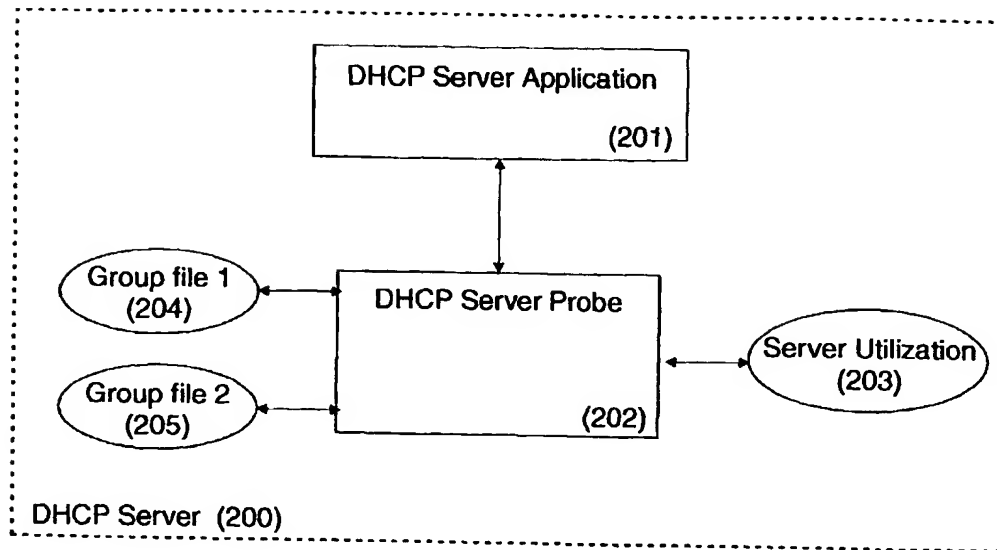 DHCP Server Application
(201)
Group file 1
(204)
DHCP Server Probe
Server Utilization
(203)
Group file 2
(205)
(202)
DHCP Server (200)